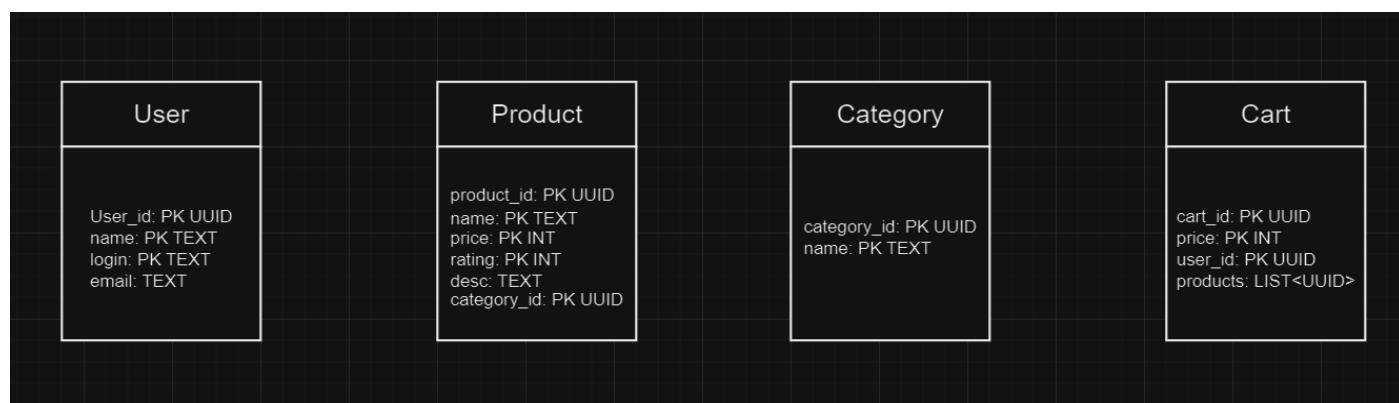 User
User_id: PK UUID
name: PK TEXT
login: PK TEXT
email: TEXT
Product
product_id: PK UUID
name: PK TEXT
price: PK INT
rating: PK INT
desc: TEXT
category_id: PK UUID
Category
category_id: PK UUID
name: PK TEXT
Cart
cart_id: PK UUID
price: PK INT
user_id: PK UUID
products: LIST<UUID>